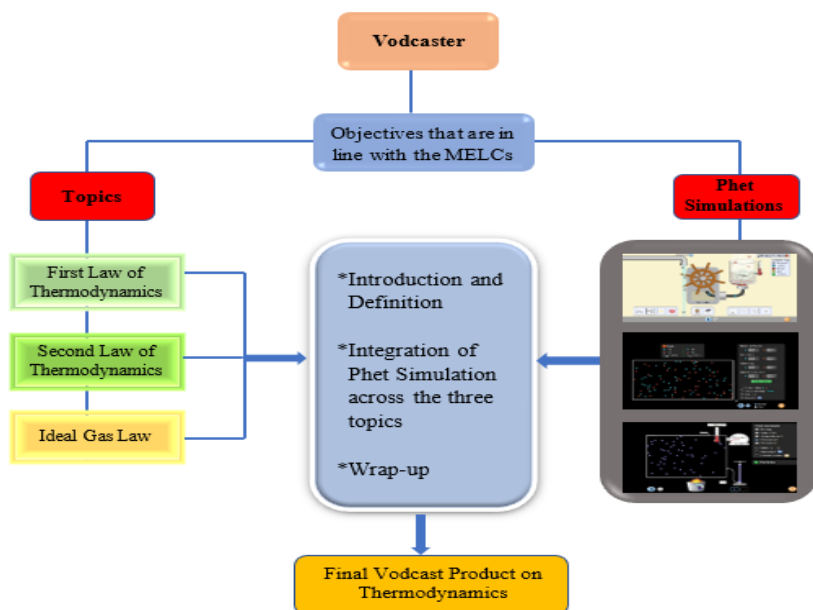 Vodcaster
Objectives that are in
line with the MELCs
Topics
Phet
Simulations
First Law of
Thermodynamics
Second Law of
Thermodynamics
Ideal Gas Law
*Introduction and
Definition
*Integration of
Phet Simulation
across the three
topics
*Wrap-up
Final Vodcast Product on
Thermodynamics